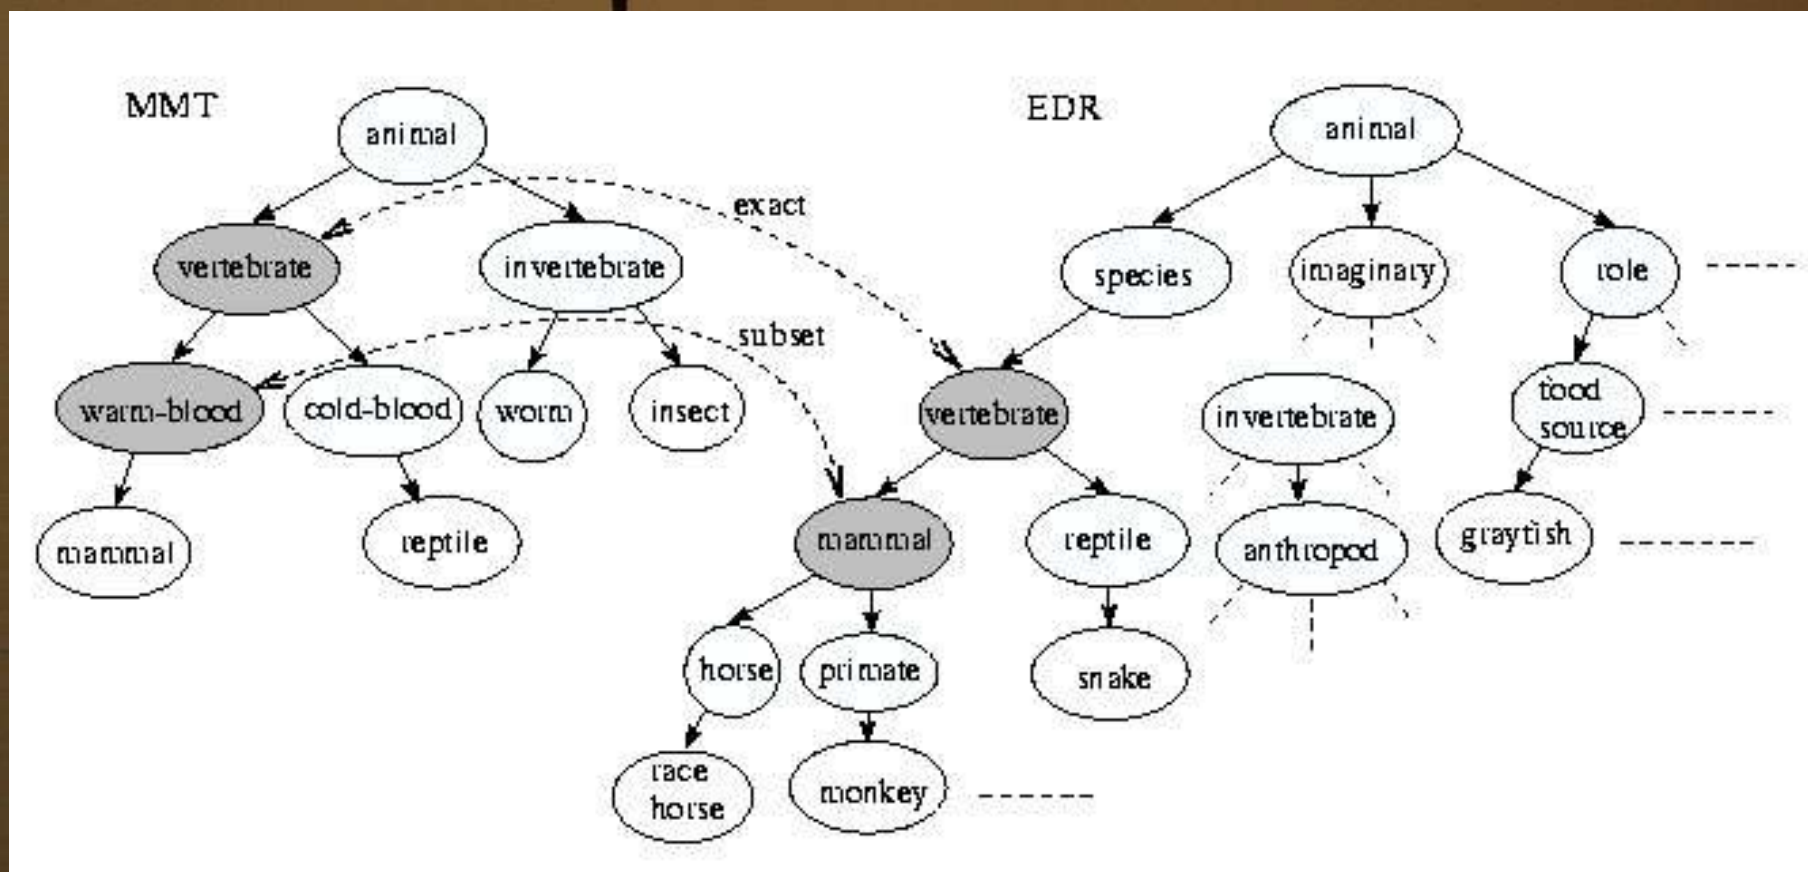 MMT
EDR
animal
animal
exact
vertebrate
invertebrate
species
imaginary
role
subset
warm-blood
cold-blood
worm
insect
vertebrate
invertebrate
food
source
mammal
reptile
mammal
reptile
anthropod
graytish
horse
primate
snake
race
horse
monkey